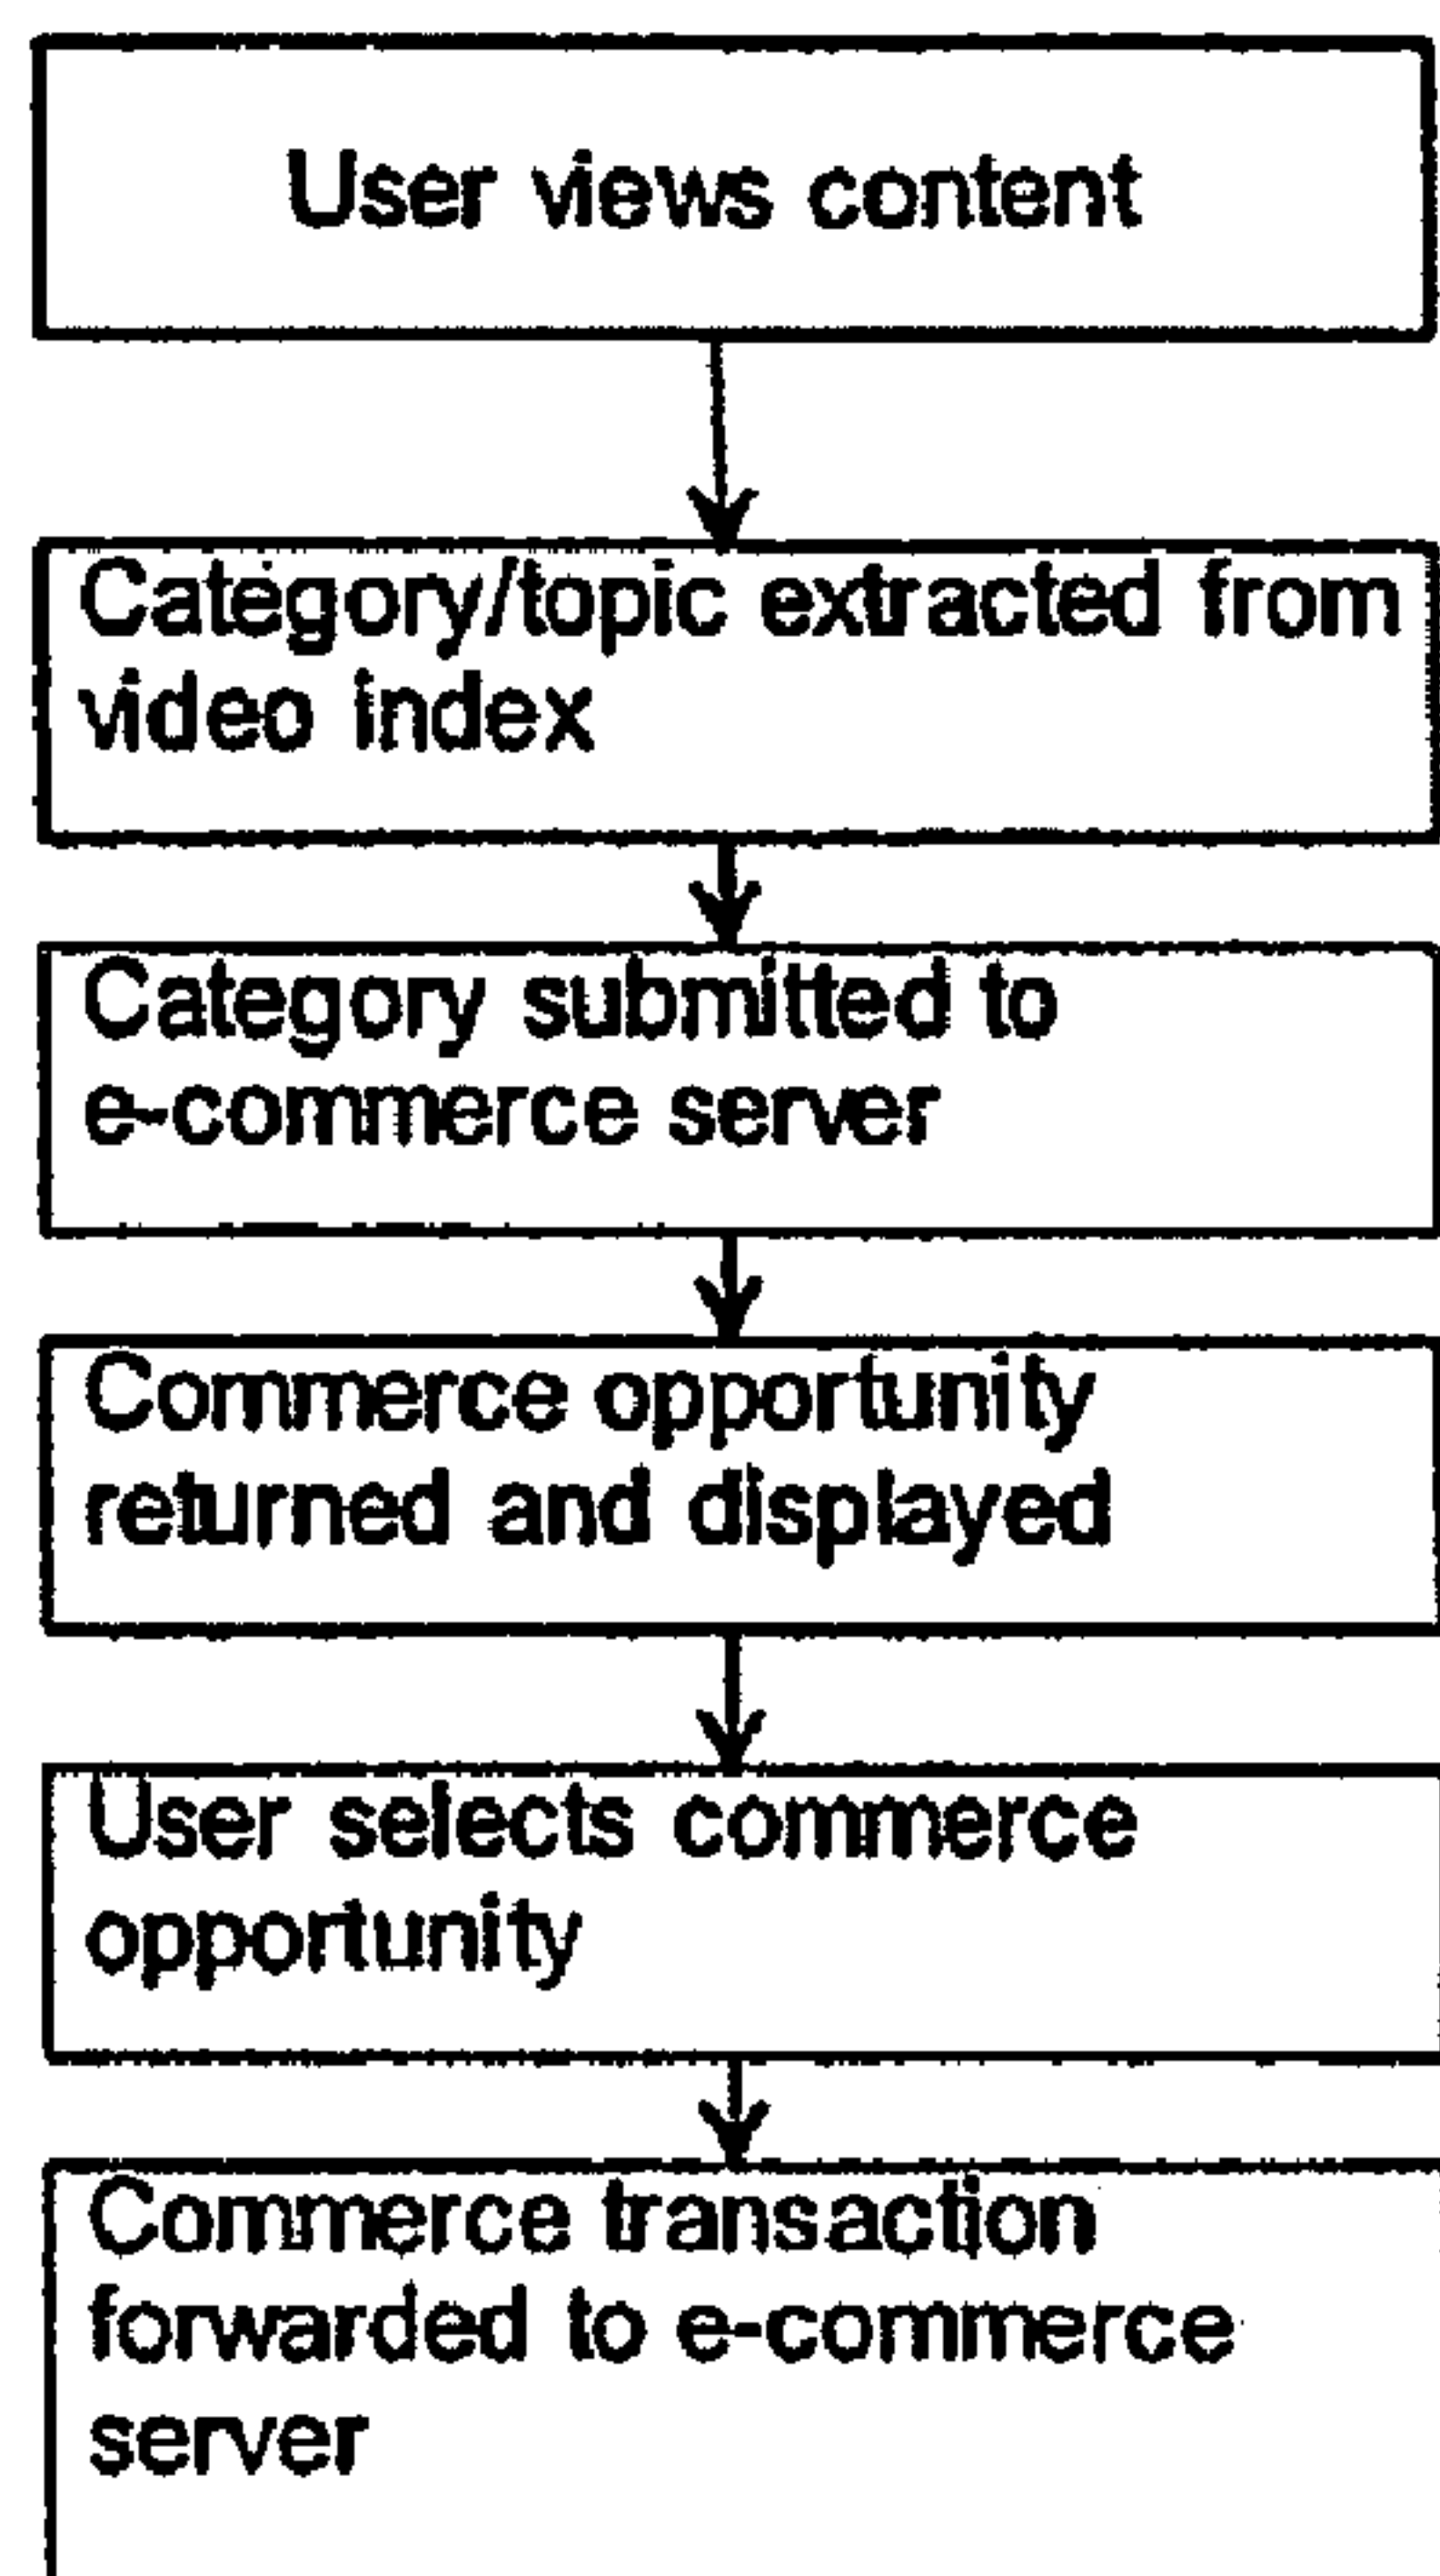 User views content
Category/topic extracted from
video index
Category submitted to
e-commerce server
Commerce opportunity
returned and displayed
User selects commerce
opportunity
Commerce transaction
forwarded to e-commerce
server